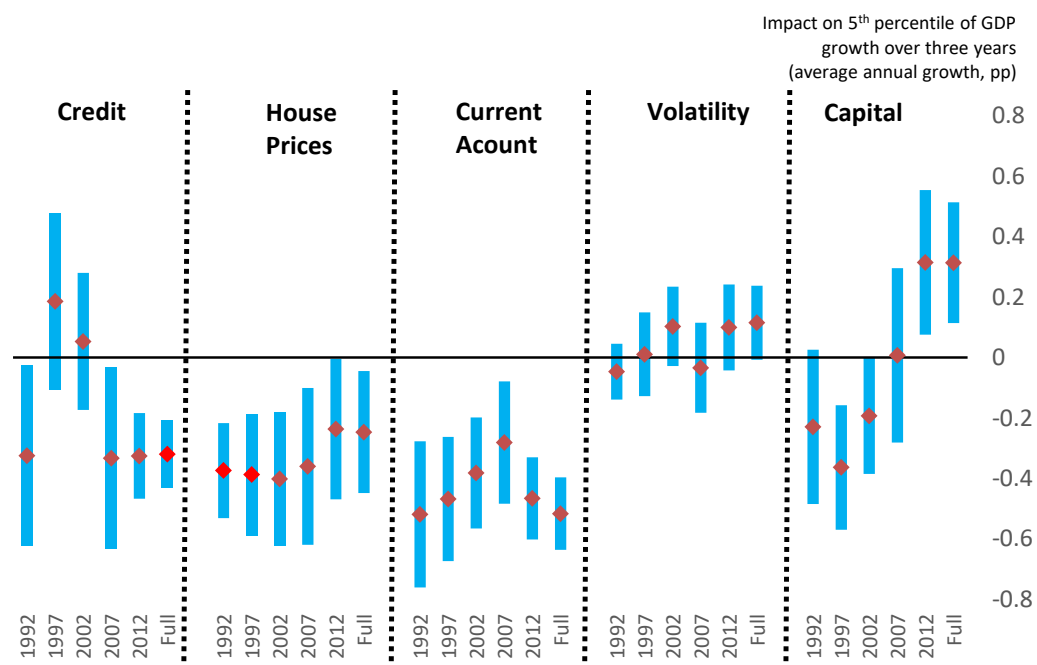 Impact on 5th percentile of GDP
growth over three years
(average annual growth, pp)
Credit
House
Prices
Current
Acount
Volatility
Capital
0.8
0.6
0.4
0.2
0
-0.2
-0.4
-0.6
-0.8
1992
1997
2002
2007
2012
Full
1992
1997
2002
2007
2012
Full
1992
1997
2002
2007
2012
Full
1992
1997
2002
2007
2012
Full
1992
1997
2002
2007
2012
Full